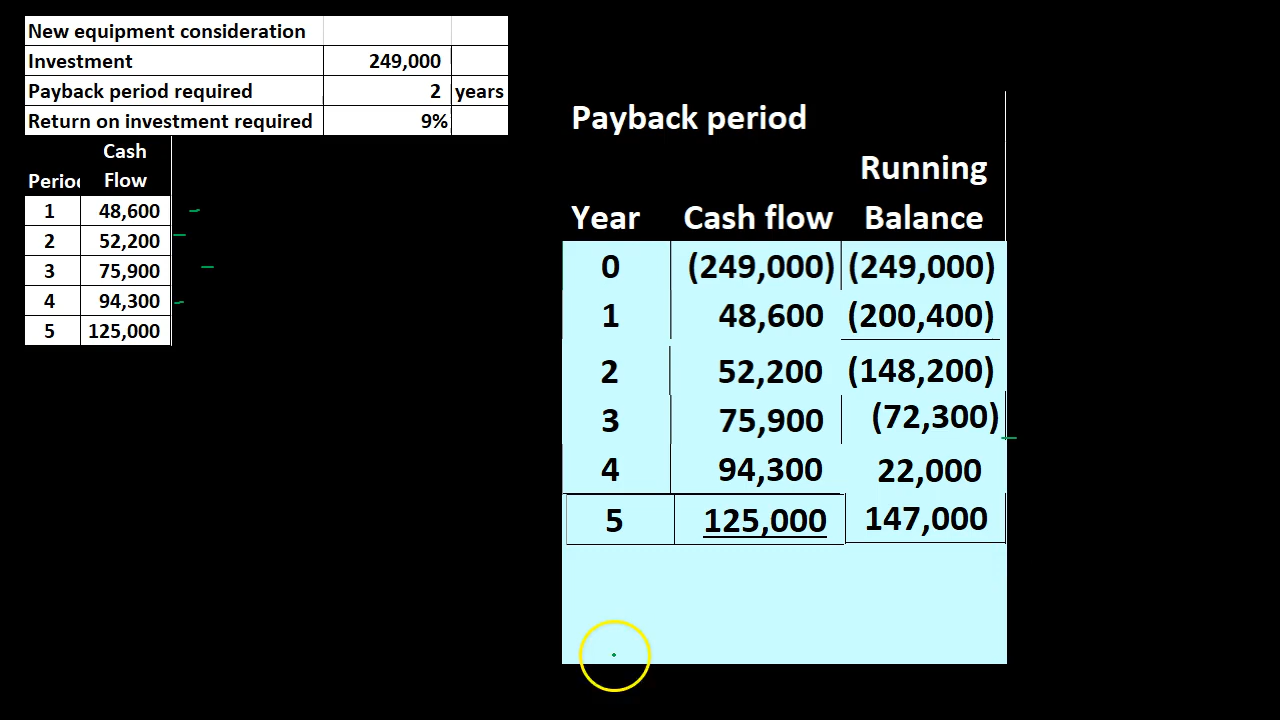 New equipment consideration
Investment 249,000
Payback period required 2 years
Return on investment required 9%
Cash
Period Flow
1 48,600
2 52,200
3 75,900
4 94,300
5 125,000
Payback period
Running
Year Cash flow Balance
0 (249,000) (249,000)
1 48,600 (200,400)
2 52,200 (148,200)
3 75,900 (72,300)
4 94,300 22,000
5 125,000 147,000